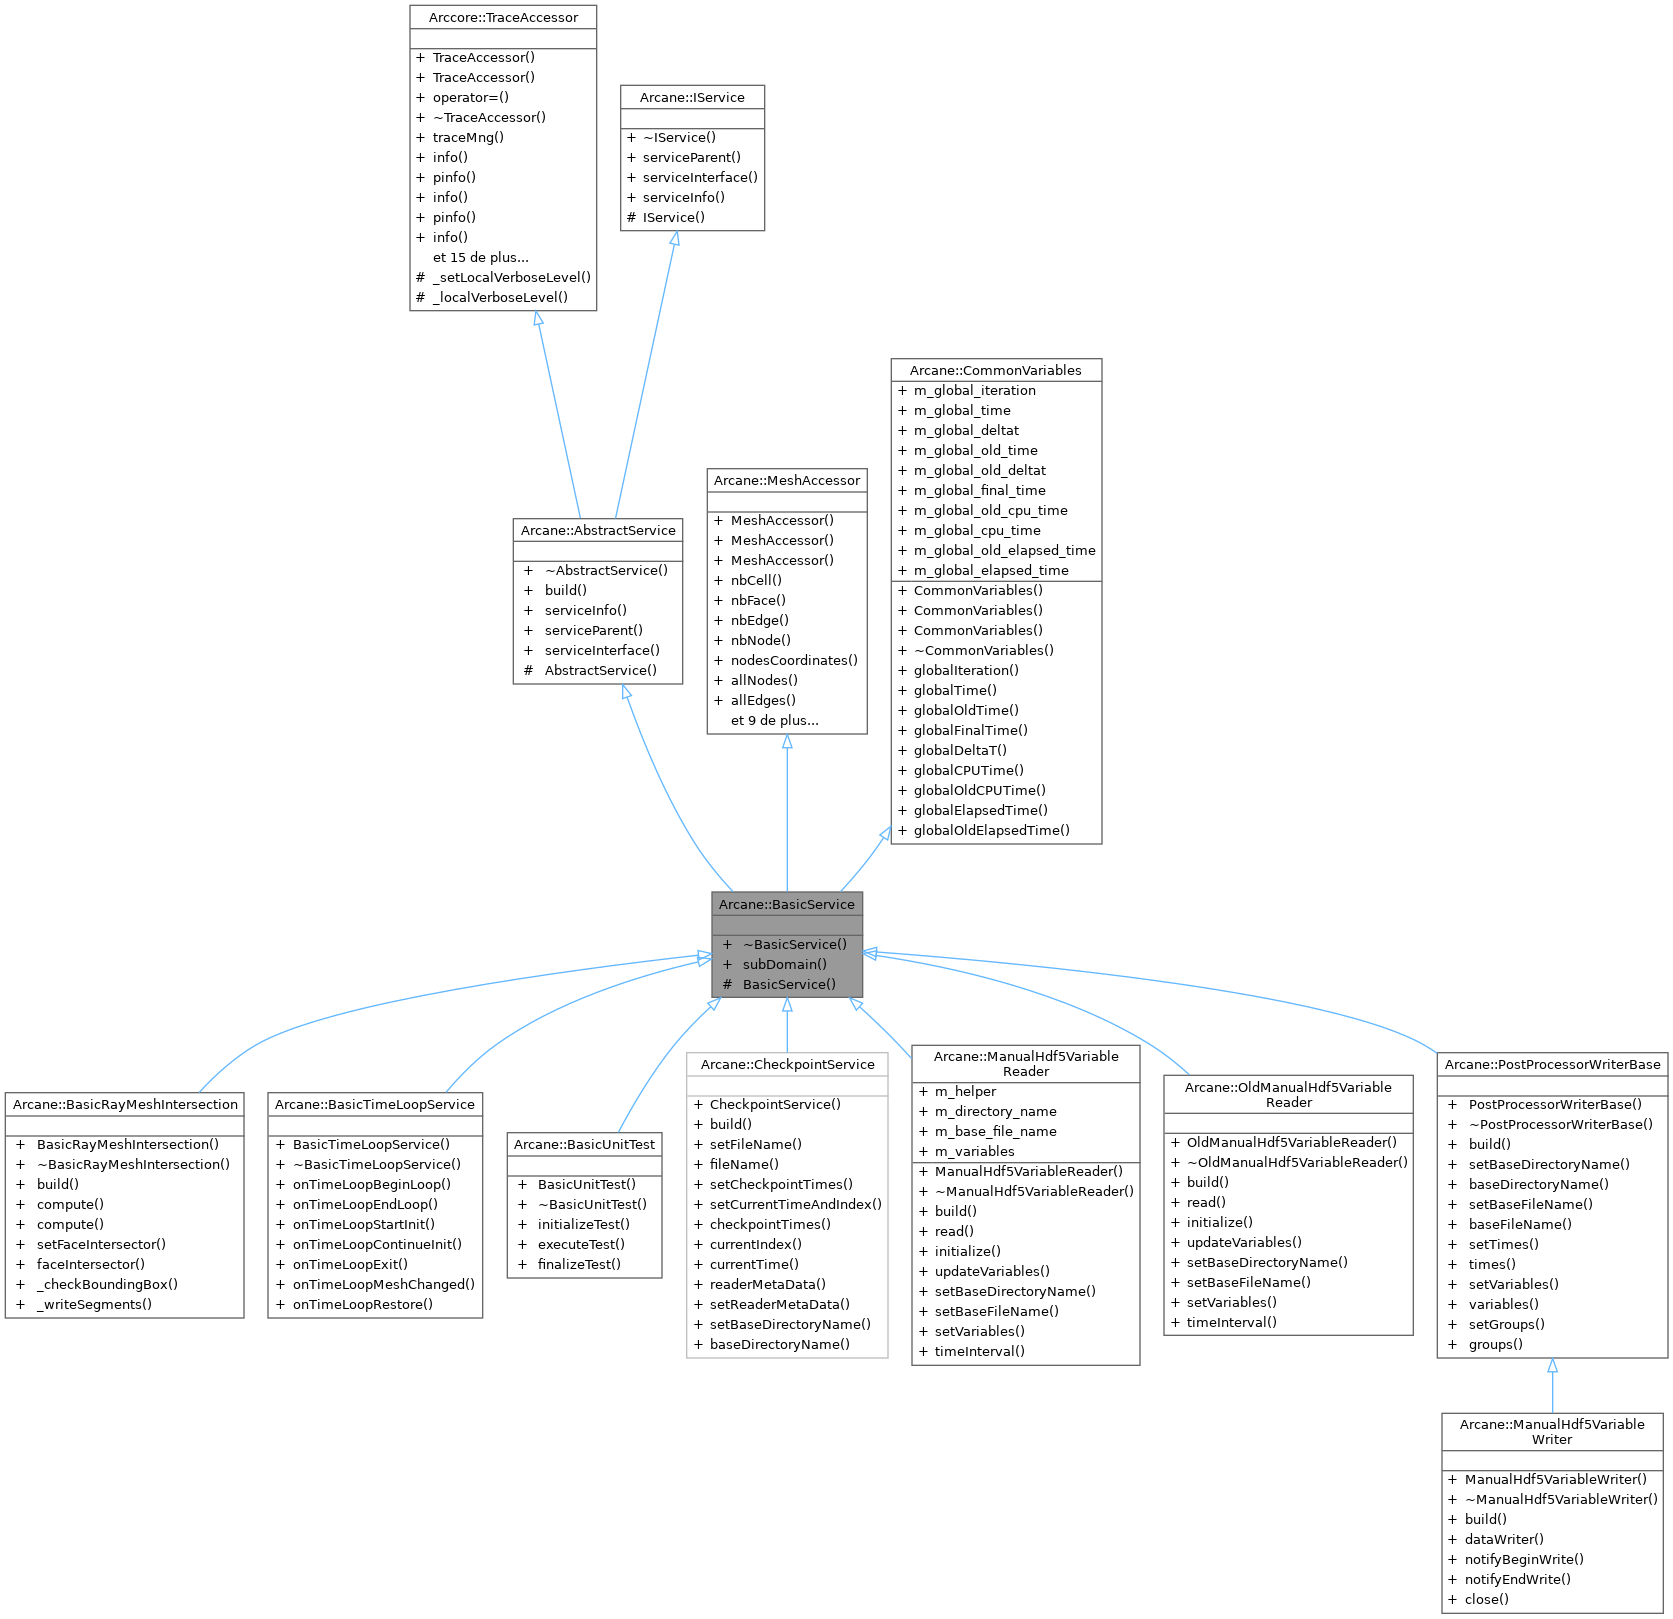 Arccore::TraceAccessor
+ TraceAccessor()
+ TraceAccessor()
+ operator=()
+ ~TraceAccessor()
+ traceMng()
+ info()
+ pinfo()
+ info()
+ pinfo()
+ info()
et 15 de plus...
# _setLocalVerboseLevel()
# _localVerboseLevel()
Arcane::IService
+ ~IService()
+ serviceParent()
+ serviceInterface()
+ serviceInfo()
# IService()
Arcane::AbstractService
+ ~AbstractService()
+ build()
+ serviceInfo()
+ serviceParent()
+ serviceInterface()
# AbstractService()
Arcane::MeshAccessor
+ MeshAccessor()
+ MeshAccessor()
+ MeshAccessor()
+ nbCell()
+ nbFace()
+ nbEdge()
+ nbNode()
+ nodesCoordinates()
+ allNodes()
+ allEdges()
et 9 de plus...
Arcane::CommonVariables
+ m_global_iteration
+ m_global_time
+ m_global_deltat
+ m_global_old_time
+ m_global_old_deltat
+ m_global_final_time
+ m_global_old_cpu_time
+ m_global_cpu_time
+ m_global_old_elapsed_time
+ m_global_elapsed_time
+ CommonVariables()
+ CommonVariables()
+ CommonVariables()
+ ~CommonVariables()
+ globalIteration()
+ globalTime()
+ globalOldTime()
+ globalFinalTime()
+ globalDeltaT()
+ globalCPUTime()
+ globalOldCPUTime()
+ globalElapsedTime()
+ globalOldElapsedTime()
Arcane::BasicService
+ ~BasicService()
+ subDomain()
# BasicService()
Arcane::BasicRayMeshIntersection
+ BasicRayMeshIntersection()
+ ~BasicRayMeshIntersection()
+ build()
+ compute()
+ compute()
+ setFaceIntersector()
+ faceIntersector()
+ _checkBoundingBox()
+ _writeSegments()
Arcane::BasicTimeLoopService
+ BasicTimeLoopService()
+ ~BasicTimeLoopService()
+ onTimeLoopBeginLoop()
+ onTimeLoopEndLoop()
+ onTimeLoopStartInit()
+ onTimeLoopContinueInit()
+ onTimeLoopExit()
+ onTimeLoopMeshChanged()
+ onTimeLoopRestore()
Arcane::BasicUnitTest
+ BasicUnitTest()
+ ~BasicUnitTest()
+ initializeTest()
+ executeTest()
+ finalizeTest()
Arcane::CheckpointService
+ CheckpointService()
+ build()
+ setFileName()
+ fileName()
+ setCheckpointTimes()
+ setCurrentTimeAndIndex()
+ checkpointTimes()
+ currentIndex()
+ currentTime()
+ readerMetaData()
+ setReaderMetaData()
+ setBaseDirectoryName()
+ baseDirectoryName()
Arcane::ManualHdf5Variable
Reader
+ m_helper
+ m_directory_name
+ m_base_file_name
+ m_variables
+ ManualHdf5VariableReader()
+ ~ManualHdf5VariableReader()
+ build()
+ read()
+ initialize()
+ updateVariables()
+ setBaseDirectoryName()
+ setBaseFileName()
+ setVariables()
+ timeInterval()
Arcane::OldManualHdf5Variable
Reader
+ OldManualHdf5VariableReader()
+ ~OldManualHdf5VariableReader()
+ build()
+ read()
+ initialize()
+ updateVariables()
+ setBaseDirectoryName()
+ setBaseFileName()
+ setVariables()
+ timeInterval()
Arcane::PostProcessorWriterBase
+ PostProcessorWriterBase()
+ ~PostProcessorWriterBase()
+ build()
+ setBaseDirectoryName()
+ baseDirectoryName()
+ setBaseFileName()
+ baseFileName()
+ setTimes()
+ times()
+ setVariables()
+ variables()
+ setGroups()
+ groups()
Arcane::ManualHdf5Variable
Writer
+ ManualHdf5VariableWriter()
+ ~ManualHdf5VariableWriter()
+ build()
+ dataWriter()
+ notifyBeginWrite()
+ notifyEndWrite()
+ close()